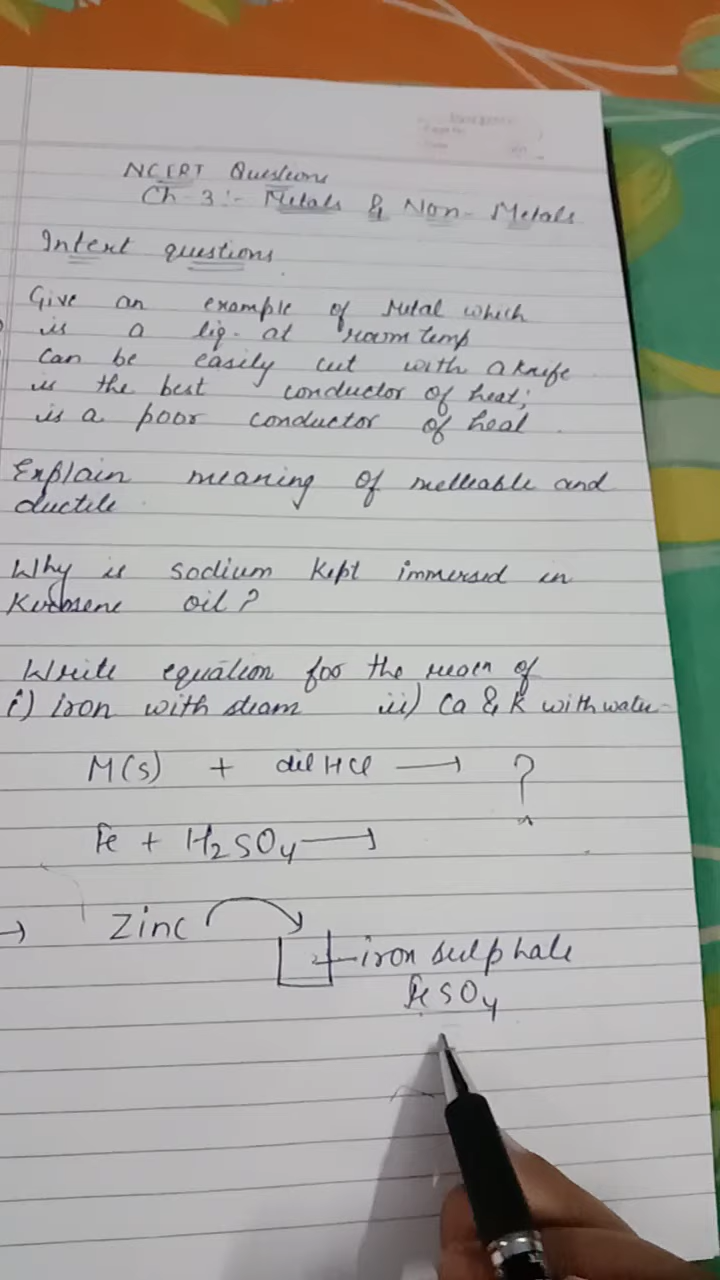 NCERT Questions
Ch-3:- Metals & Non-Metals
Intext questions
Give an example of Metal which
is a liq. at room temp
can be easily cut with a knife
is the best conductor of heat;
is a poor conductor of heat.
Explain meaning of melleable and
ductile.
Why is sodium kept immersed in
Kerosene oil?
Write equation for the reacn of
i) iron with steam ii) Ca & K with water
M(s) + dil HCl ⟶ ?
Fe + H₂SO₄ ⟶
→ Zinc
iron sulphate
FeSO₄